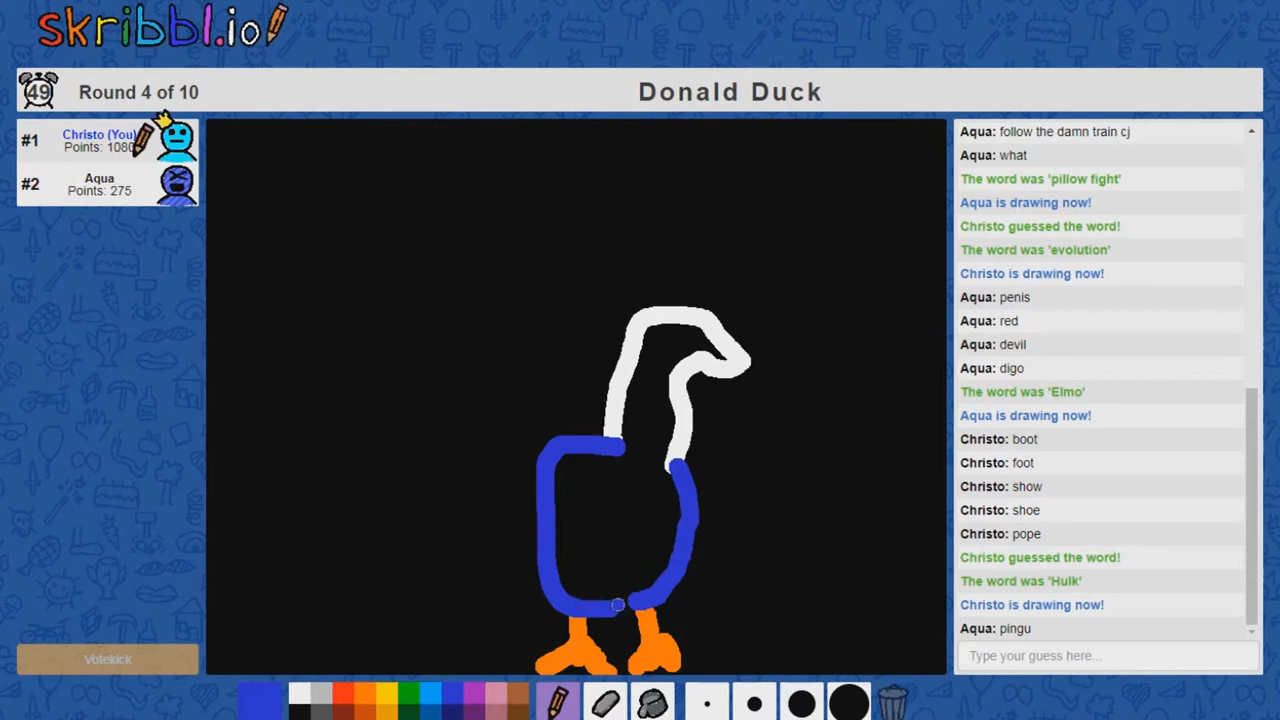 skribbl.io
49 Round 4 of 10 Donald Duck
#1 Christo (You)
Points: 1080
#2 Aqua
Points: 275
Aqua: follow the damn train cj
Aqua: what
The word was 'pillow fight'
Aqua is drawing now!
Christo guessed the word!
The word was 'evolution'
Christo is drawing now!
Aqua: penis
Aqua: red
Aqua: devil
Aqua: digo
The word was 'Elmo'
Aqua is drawing now!
Christo: boot
Christo: foot
Christo: show
Christo: shoe
Christo: pope
Christo guessed the word!
The word was 'Hulk'
Christo is drawing now!
Aqua: pingu
Votekick
Type your guess here...